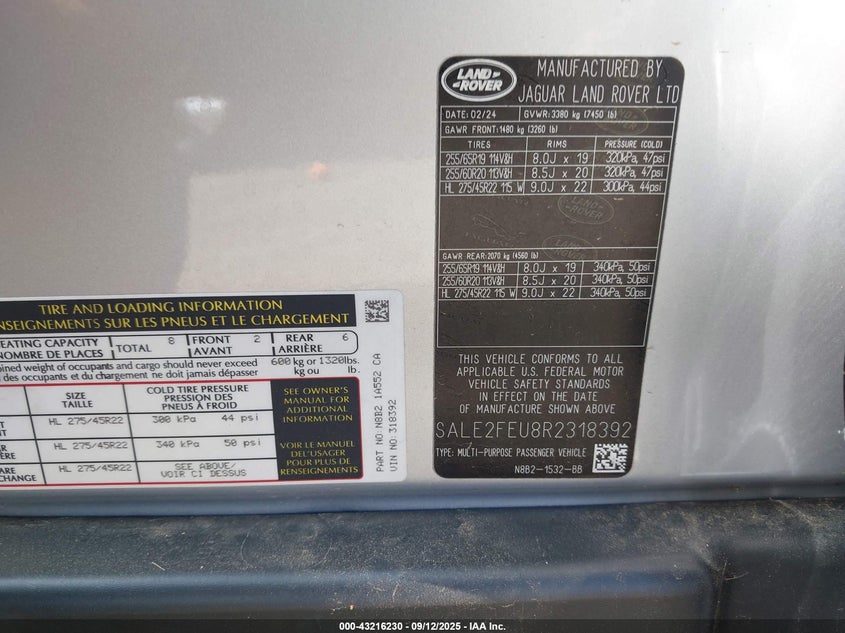 LAND ROVER
MANUFACTURED BY
JAGUAR LAND ROVER LTD
DATE: 02/24 GVWR: 3380 kg (7450 lb)
GAWR FRONT: 1480 kg (3260 lb)
TIRES RIMS PRESSURE (COLD)
255/65R19 114V&H 8.0J x 19 320kPa, 47psi
255/60R20 113V&H 8.5J x 20 320kPa, 47psi
HL 275/45R22 115 W 9.0J x 22 300kPa, 44psi
GAWR REAR: 2070 kg (4560 lb)
255/65R19 114V&H 8.0J x 19 340kPa, 50psi
255/60R20 113V&H 8.5J x 20 340kPa, 50psi
HL 275/45R22 115 W 9.0J x 22 340kPa, 50psi
THIS VEHICLE CONFORMS TO ALL
APPLICABLE U.S. FEDERAL MOTOR
VEHICLE SAFETY STANDARDS
IN EFFECT ON THE DATE OF
MANUFACTURE SHOWN ABOVE
SALE2FEU8R2318392
TYPE: MULTI-PURPOSE PASSENGER VEHICLE
N8B2-1532-BB
TIRE AND LOADING INFORMATION
NSEIGNEMENTS SUR LES PNEUS ET LE CHARGEMENT
EATING CAPACITY TOTAL 8 FRONT 2 REAR 6
NOMBRE DE PLACES AVANT ARRIÈRE
ined weight of occupants and cargo should never exceed 600 kg or 1320lbs.
l des occupants et du chargement ne doit jamais dépasser kg ou lb.
SIZE TAILLE
COLD TIRE PRESSURE
PRESSION DES
PNEUS À FROID
HL 275/45R22 300 kPa 44 psi
HL 275/45R22 340 kPa 50 psi
HL 275/45R22 SEE ABOVE/
VOIR CI DESSUS
SEE OWNER'S
MANUAL FOR
ADDITIONAL
INFORMATION
VOIR LE MANUEL
DE L'USAGER
POUR PLUS DE
RENSEIGNEMENTS
PART NO: N8B2 1A552 CA
VIN NO: 318392
000-43216230 - 09/12/2025 - IAA Inc.